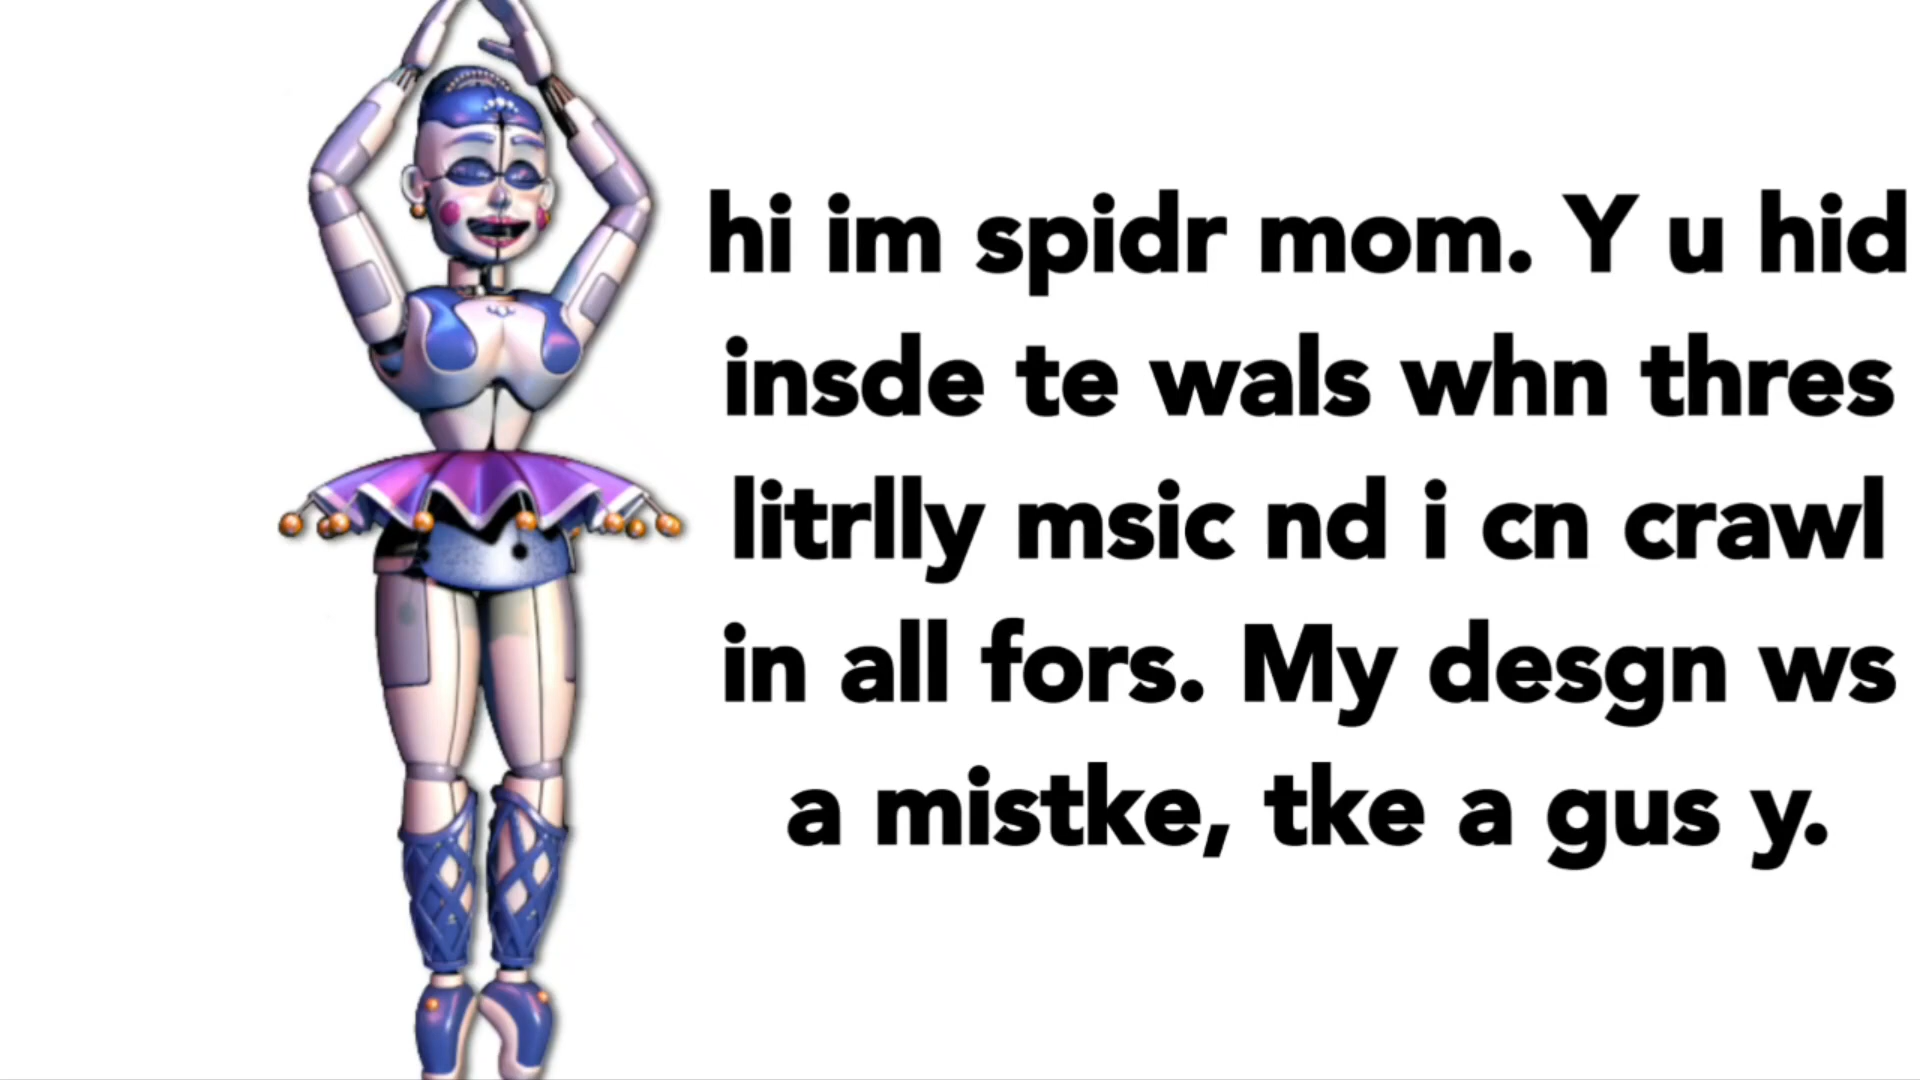 hi im spidr mom. Y u hid
insde te wals whn thres
litrlly msic nd i cn crawl
in all fors. My desgn ws
a mistke, tke a gus y.